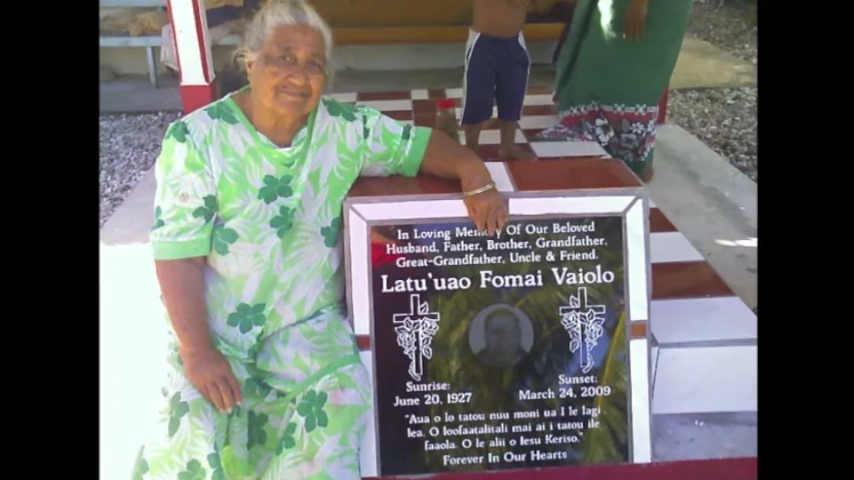 In Loving Memory Of Our Beloved
Husband, Father, Brother, Grandfather,
Great-Grandfather, Uncle & Friend.
Latu'uao Fomai Vaiolo
Sunrise:
June 20, 1927
Sunset:
March 24, 2009
"Aua o lo tatou nuu moni ua I le lagi
lea. O loofaatalitali mai ai i tatou ile
faaola. O le alii o Iesu Keriso."
Forever In Our Hearts